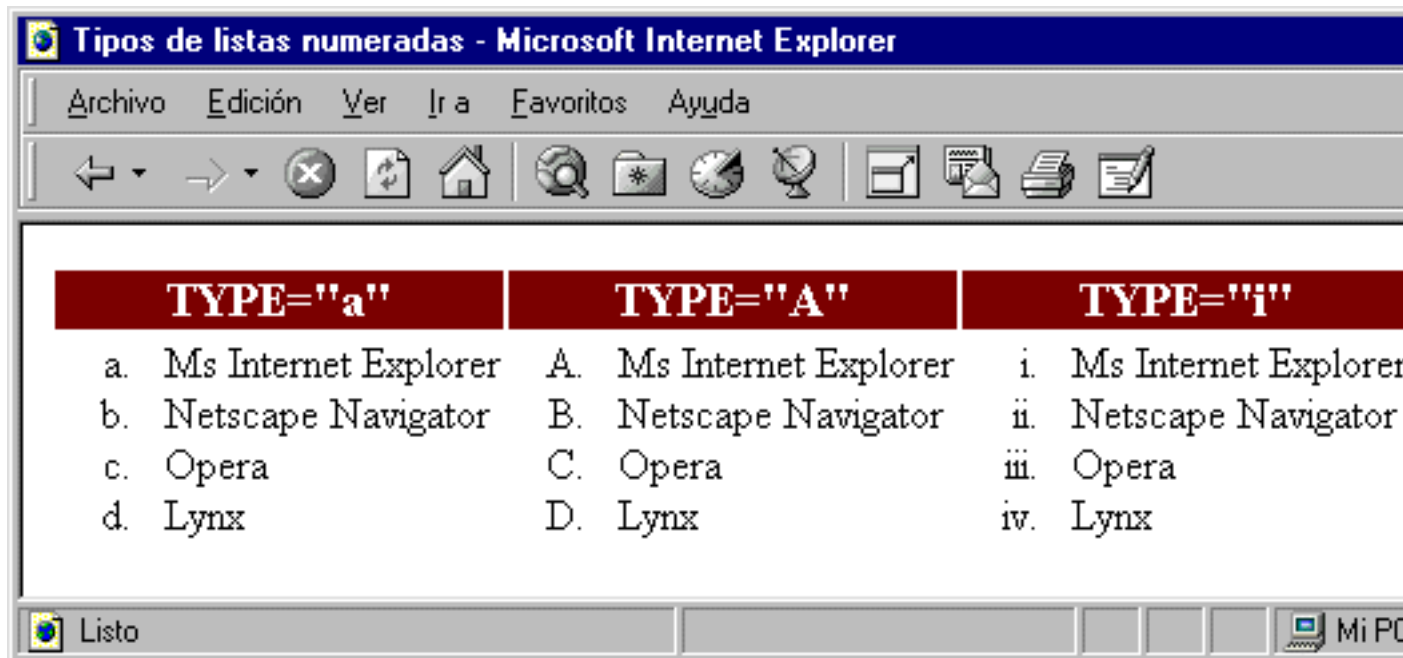 Tipos de listas numeradas - Microsoft Internet Explorer
Archivo Edición Ver Ir a Favoritos Ayuda
TYPE="a" TYPE="A" TYPE="i"
a. Ms Internet Explorer A. Ms Internet Explorer i. Ms Internet Explorer
b. Netscape Navigator B. Netscape Navigator ii. Netscape Navigator
c. Opera C. Opera iii. Opera
d. Lynx D. Lynx iv. Lynx
Listo Mi PC